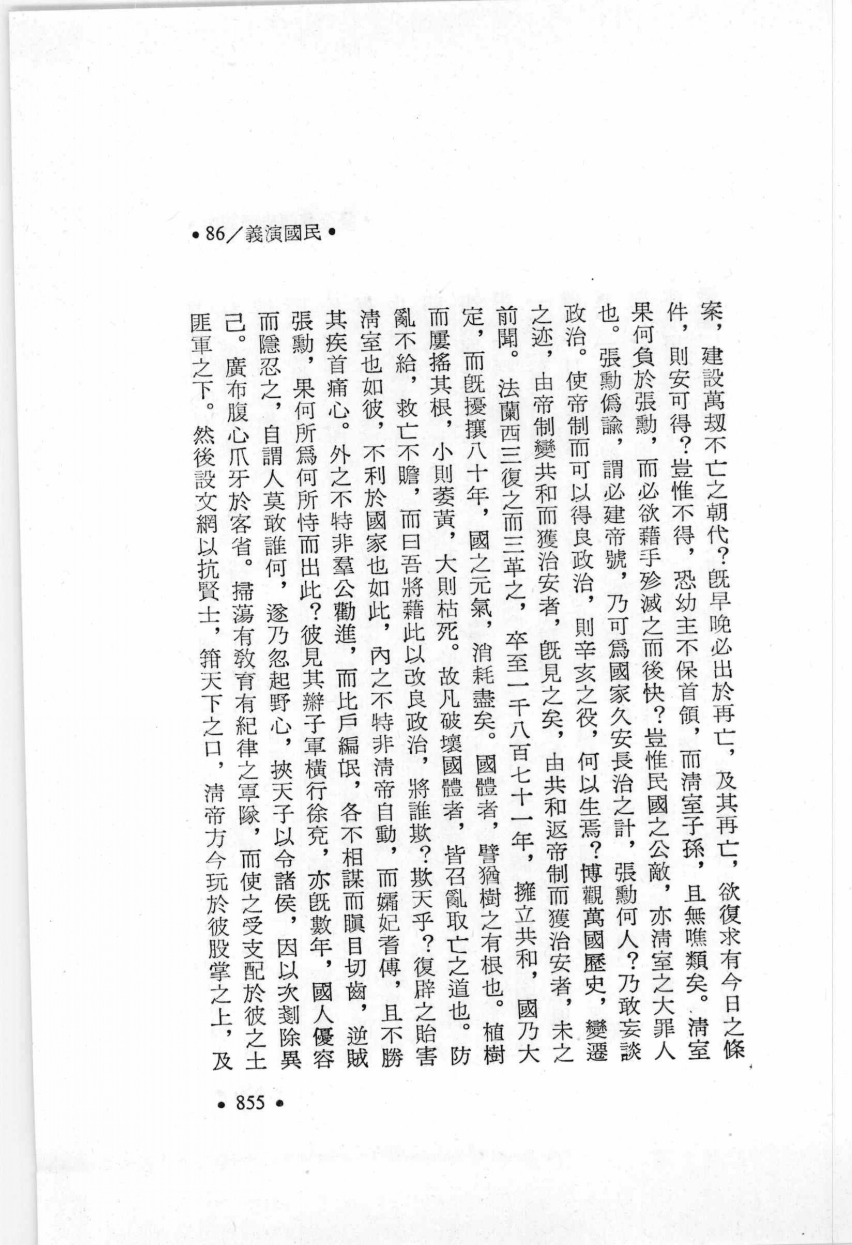 •86/義演國民•
案，建設萬刼不亡之朝代？旣早晚必出於再亡，及其再亡，欲復求有今日之條
件，則安可得？豈惟不得，恐幼主不保首領，而淸室子孫，且無噍類矣。淸室
果何負於張勳，而必欲藉手殄滅之而後快？豈惟民國之公敵，亦淸室之大罪人
也。張勳僞諭，謂必建帝號，乃可爲國家久安長治之計，張勳何人？乃敢妄談
政治。使帝制而可以得良政治，則辛亥之役，何以生焉？博觀萬國歷史，變遷
之迹，由帝制變共和而獲治安者，旣見之矣，由共和返帝制而獲治安者，未之
前聞。法蘭西三復之而三革之，卒至一千八百七十一年，擁立共和，國乃大
定，而旣擾攘八十年，國之元氣，消耗盡矣。國體者，譬猶樹之有根也。植樹
而屢搖其根，小則萎黃，大則枯死。故凡破壞國體者，皆召亂取亡之道也。防
亂不給，救亡不贍，而曰吾將藉此以改良政治，將誰欺？欺天乎？復辟之貽害
淸室也如彼，不利於國家也如此，內之不特非淸帝自動，而孀妃耆傅，且不勝
其疾首痛心。外之不特非羣公勸進，而比戶編氓，各不相謀而瞋目切齒，逆賊
張勳，果何所爲何所恃而出此？彼見其辮子軍橫行徐兗，亦旣數年，國人優容
而隱忍之，自謂人莫敢誰何，遂乃忽起野心，挾天子以令諸侯，因以次剗除異
己。廣布腹心爪牙於客省。掃蕩有敎育有紀律之軍隊，而使之受支配於彼之土
匪軍之下。然後設文網以抗賢士，箝天下之口，淸帝方今玩於彼股掌之上，及
•855•